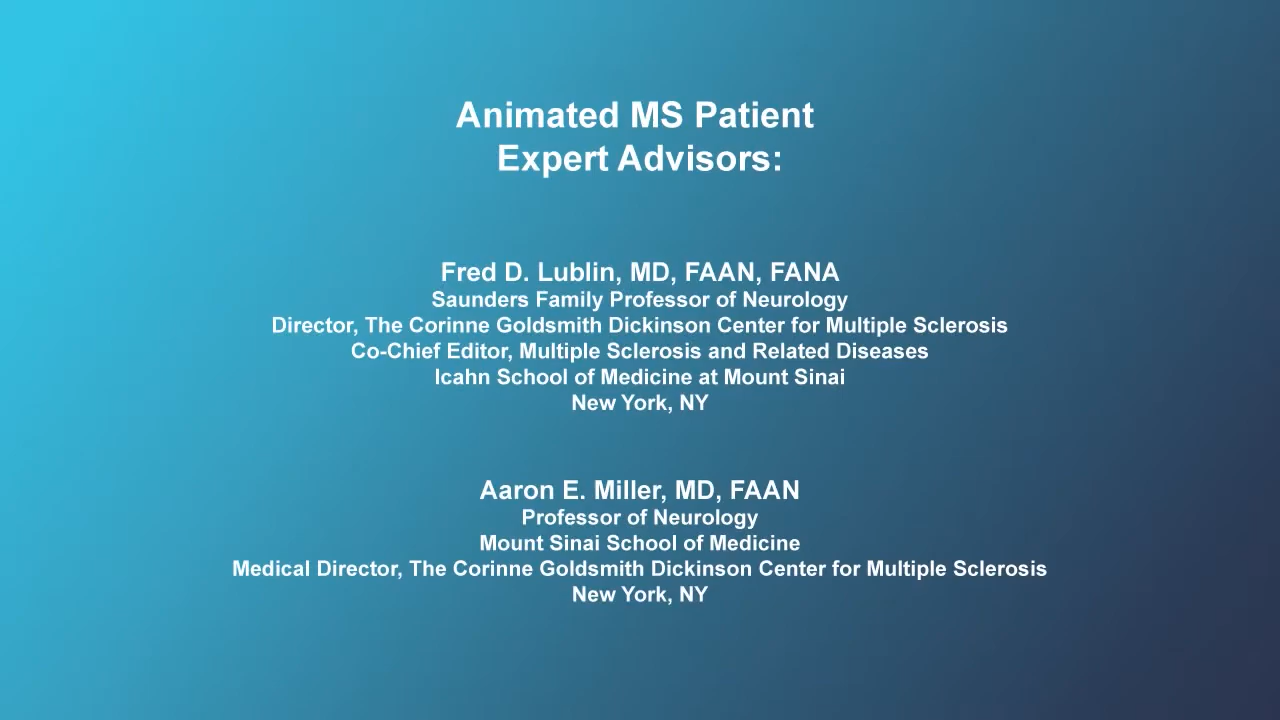 Animated MS Patient
Expert Advisors:
Fred D. Lublin, MD, FAAN, FANA
Saunders Family Professor of Neurology
Director, The Corinne Goldsmith Dickinson Center for Multiple Sclerosis
Co-Chief Editor, Multiple Sclerosis and Related Diseases
Icahn School of Medicine at Mount Sinai
New York, NY
Aaron E. Miller, MD, FAAN
Professor of Neurology
Mount Sinai School of Medicine
Medical Director, The Corinne Goldsmith Dickinson Center for Multiple Sclerosis
New York, NY